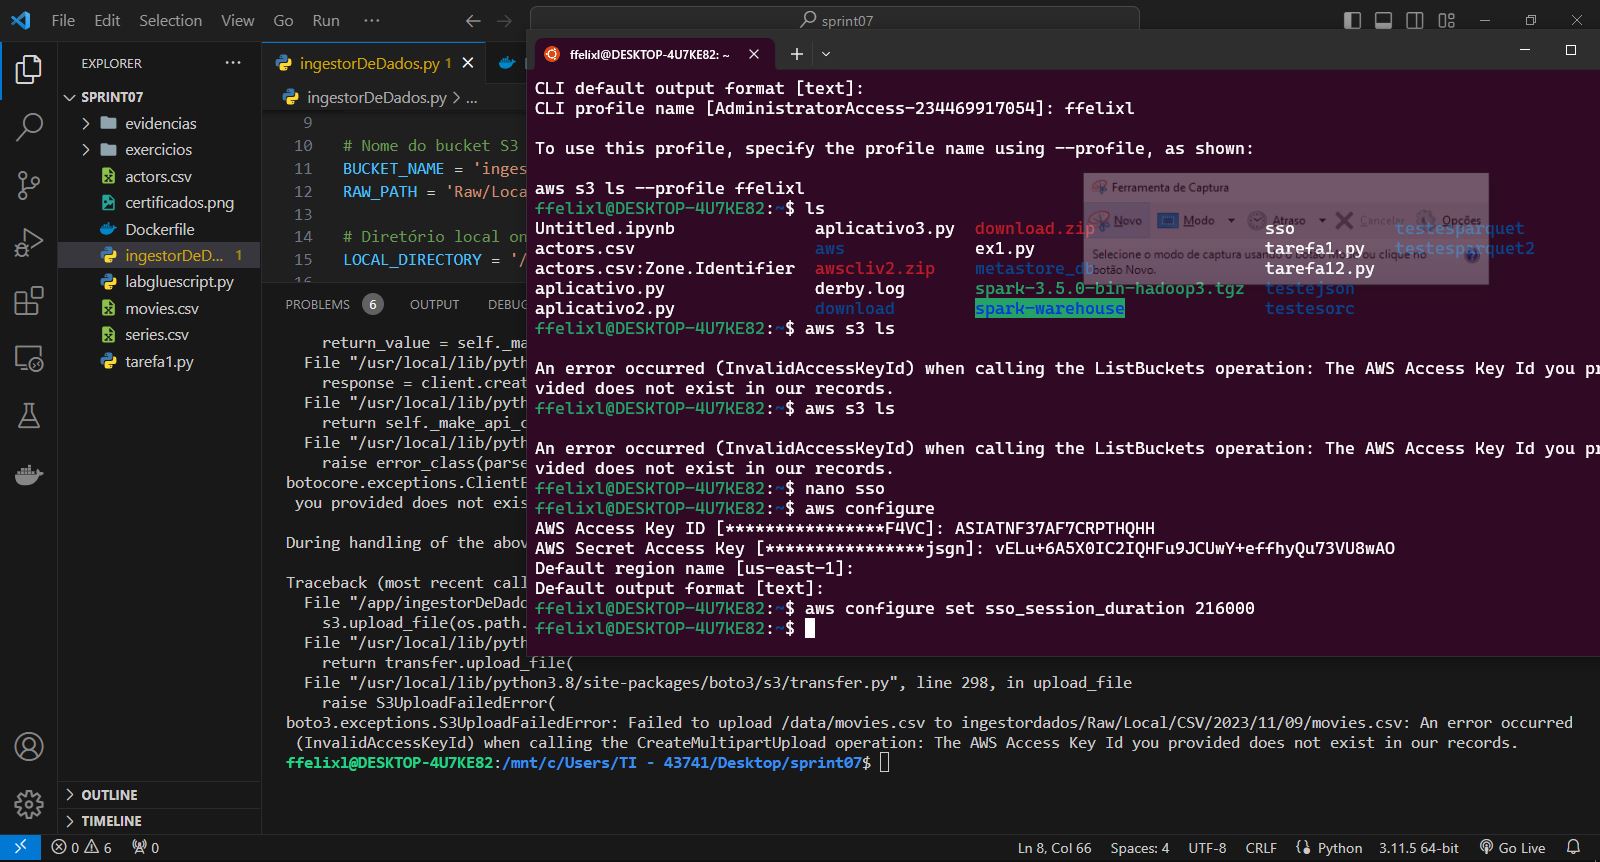 File Edit Selection View Go Run ···
sprint07
EXPLORER
SPRINT07
evidencias
exercicios
actors.csv
certificados.png
Dockerfile
ingestorDeD... 1
labgluescript.py
movies.csv
series.csv
tarefa1.py
OUTLINE
TIMELINE
ingestorDeDados.py 1
ingestorDeDados.py > ...
9
10 # Nome do bucket S3
11 BUCKET_NAME = 'inges
12 RAW_PATH = 'Raw/Loca
13
14 # Diretório local on
15 LOCAL_DIRECTORY = '/
PROBLEMS 6 OUTPUT DEBUG
return_value = self._ma
File "/usr/local/lib/pyth
response = client.creat
File "/usr/local/lib/pyth
return self._make_api_c
File "/usr/local/lib/pyth
raise error_class(parse
botocore.exceptions.ClientE
you provided does not exis
During handling of the abov
Traceback (most recent call
File "/app/ingestorDeDado
s3.upload_file(os.path.
File "/usr/local/lib/pyth
return transfer.upload_file(
File "/usr/local/lib/python3.8/site-packages/boto3/s3/transfer.py", line 298, in upload_file
raise S3UploadFailedError(
boto3.exceptions.S3UploadFailedError: Failed to upload /data/movies.csv to ingestordados/Raw/Local/CSV/2023/11/09/movies.csv: An error occurred
(InvalidAccessKeyId) when calling the CreateMultipartUpload operation: The AWS Access Key Id you provided does not exist in our records.
ffelixl@DESKTOP-4U7KE82:/mnt/c/Users/TI - 43741/Desktop/sprint07$
ffelixl@DESKTOP-4U7KE82: ~
CLI default output format [text]:
CLI profile name [AdministratorAccess-234469917054]: ffelixl
To use this profile, specify the profile name using --profile, as shown:
aws s3 ls --profile ffelixl
ffelixl@DESKTOP-4U7KE82:~$ ls
Untitled.ipynb aplicativo3.py download.zip sso testesparquet
actors.csv aws ex1.py tarefa1.py testesparquet2
actors.csv:Zone.Identifier awscliv2.zip metastore_db tarefa12.py
aplicativo.py derby.log spark-3.5.0-bin-hadoop3.tgz testejson
aplicativo2.py download spark-warehouse testesorc
ffelixl@DESKTOP-4U7KE82:~$ aws s3 ls
An error occurred (InvalidAccessKeyId) when calling the ListBuckets operation: The AWS Access Key Id you pr
vided does not exist in our records.
ffelixl@DESKTOP-4U7KE82:~$ aws s3 ls
An error occurred (InvalidAccessKeyId) when calling the ListBuckets operation: The AWS Access Key Id you pr
vided does not exist in our records.
ffelixl@DESKTOP-4U7KE82:~$ nano sso
ffelixl@DESKTOP-4U7KE82:~$ aws configure
AWS Access Key ID [****************F4VC]: ASIATNF37AF7CRPTHQHH
AWS Secret Access Key [****************jsgn]: vELu+6A5X0IC2IQHFu9JCUwY+effhyQu73VU8wAO
Default region name [us-east-1]:
Default output format [text]:
ffelixl@DESKTOP-4U7KE82:~$ aws configure set sso_session_duration 216000
ffelixl@DESKTOP-4U7KE82:~$
Ferramenta de Captura
Novo Modo Atraso Cancelar Opções
Selecione o modo de captura usando o botão Modo ou clique no
botão Novo.
0 6 0
Ln 8, Col 66 Spaces: 4 UTF-8 CRLF Python 3.11.5 64-bit Go Live